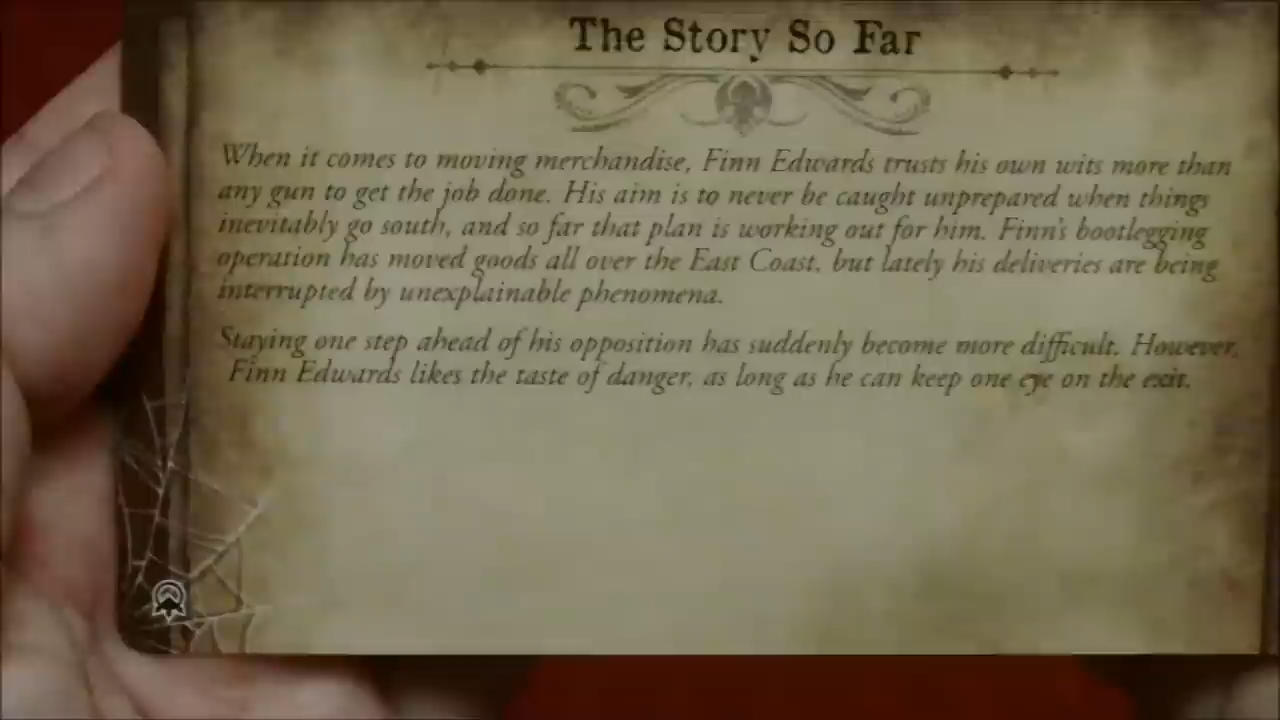 The Story So Far
When it comes to moving merchandise, Finn Edwards trusts his own wits more than
any gun to get the job done. His aim is to never be caught unprepared when things
inevitably go south, and so far that plan is working out for him. Finn's bootlegging
operation has moved goods all over the East Coast, but lately his deliveries are being
interrupted by unexplainable phenomena.
Staying one step ahead of his opposition has suddenly become more difficult. However,
Finn Edwards likes the taste of danger, as long as he can keep one eye on the exit.